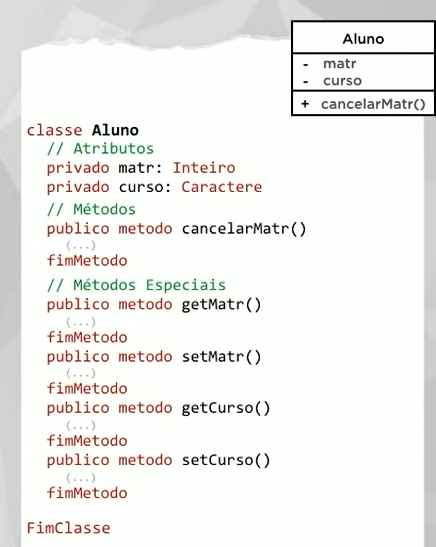 Aluno
- matr
- curso
+ cancelarMatr()
classe Aluno
// Atributos
privado matr: Inteiro
privado curso: Caractere
// Métodos
publico metodo cancelarMatr()
(...)
fimMetodo
// Métodos Especiais
publico metodo getMatr()
(...)
fimMetodo
publico metodo setMatr()
(...)
fimMetodo
publico metodo getCurso()
(...)
fimMetodo
publico metodo setCurso()
(...)
fimMetodo
FimClasse